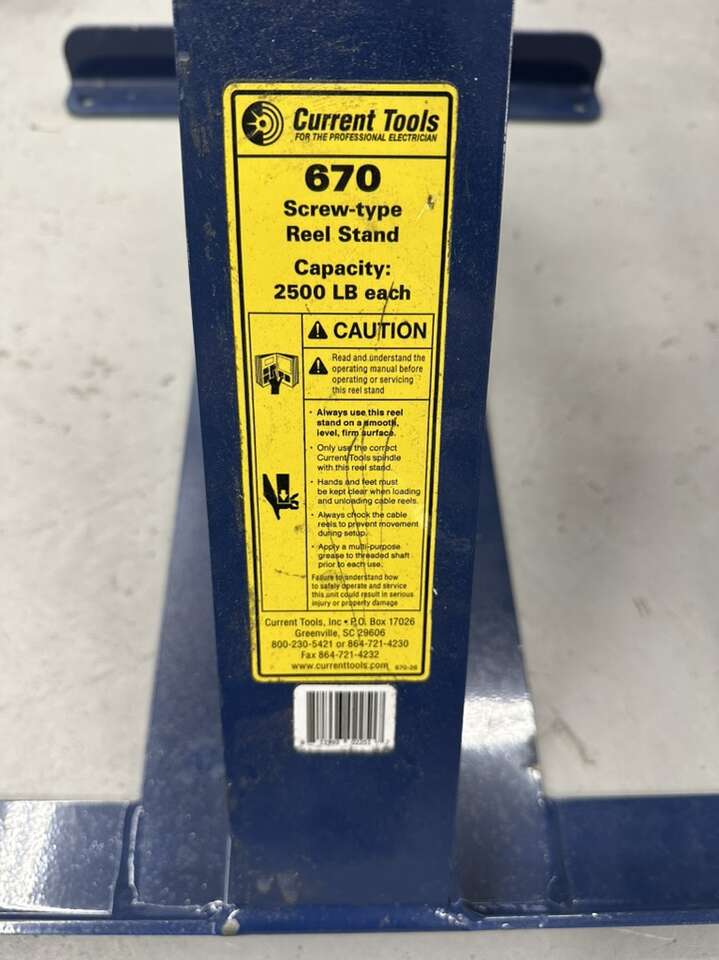 Current Tools
FOR THE PROFESSIONAL ELECTRICIAN
670
Screw-type
Reel Stand
Capacity:
2500 LB each
CAUTION
Read and understand the
operating manual before
operating or servicing
this reel stand
· Always use this reel
stand on a smooth,
level, firm surface.
· Only use the correct
Current Tools spindle
with this reel stand.
· Hands and feet must
be kept clear when loading
and unloading cable reels.
· Always chock the cable
reels to prevent movement
during setup.
· Apply a multi-purpose
grease to threaded shaft
prior to each use.
Failure to understand how
to safely operate and service
this unit could result in serious
injury or property damage
Current Tools, Inc • P.O. Box 17026
Greenville, SC 29606
800-230-5421 or 864-721-4230
Fax 864-721-4232
www.currenttools.com 670-26